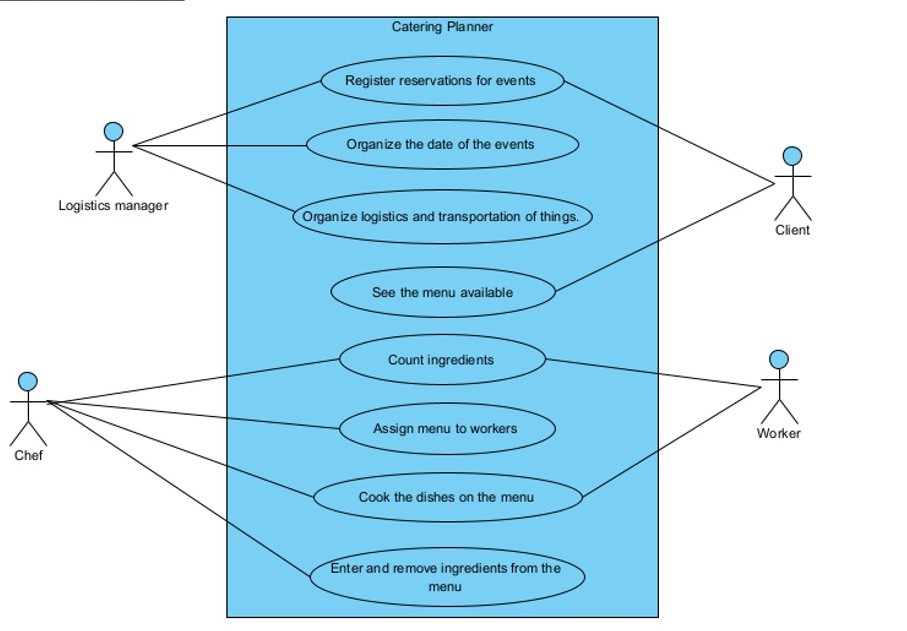 Catering Planner
Register reservations for events
Organize the date of the events
Logistics manager
Organize logistics and transportation of things.
Client
See the menu available
Count ingredients
Assign menu to workers
Worker
Chef
Cook the dishes on the menu
Enter and remove ingredients from the
menu